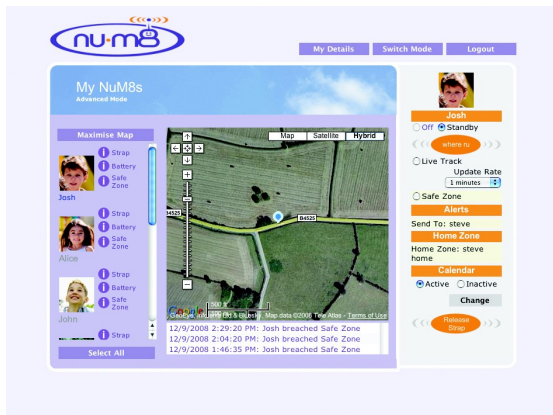 nu·m8
My Details Switch Mode Logout
My NuM8s
Advanced Mode
Maximise Map
Strap
Battery
Safe Zone
Josh
Strap
Battery
Safe Zone
Alice
Strap
Battery
Safe Zone
John
Strap
Select All
Map Satellite Hybrid
B4525
B4525
500 ft
Google
Map data ©2008 Tele Atlas - Terms of Use
12/9/2008 2:29:20 PM: Josh breached Safe Zone
12/9/2008 2:04:20 PM: Josh breached Safe Zone
12/9/2008 1:46:35 PM: Josh breached Safe Zone
Josh
Off Standby
where ru
Live Track
Update Rate
1 minutes
Safe Zone
Alerts
Send To: steve
Home Zone
Home Zone: steve
home
Calendar
Active Inactive
Change
Release
Strap